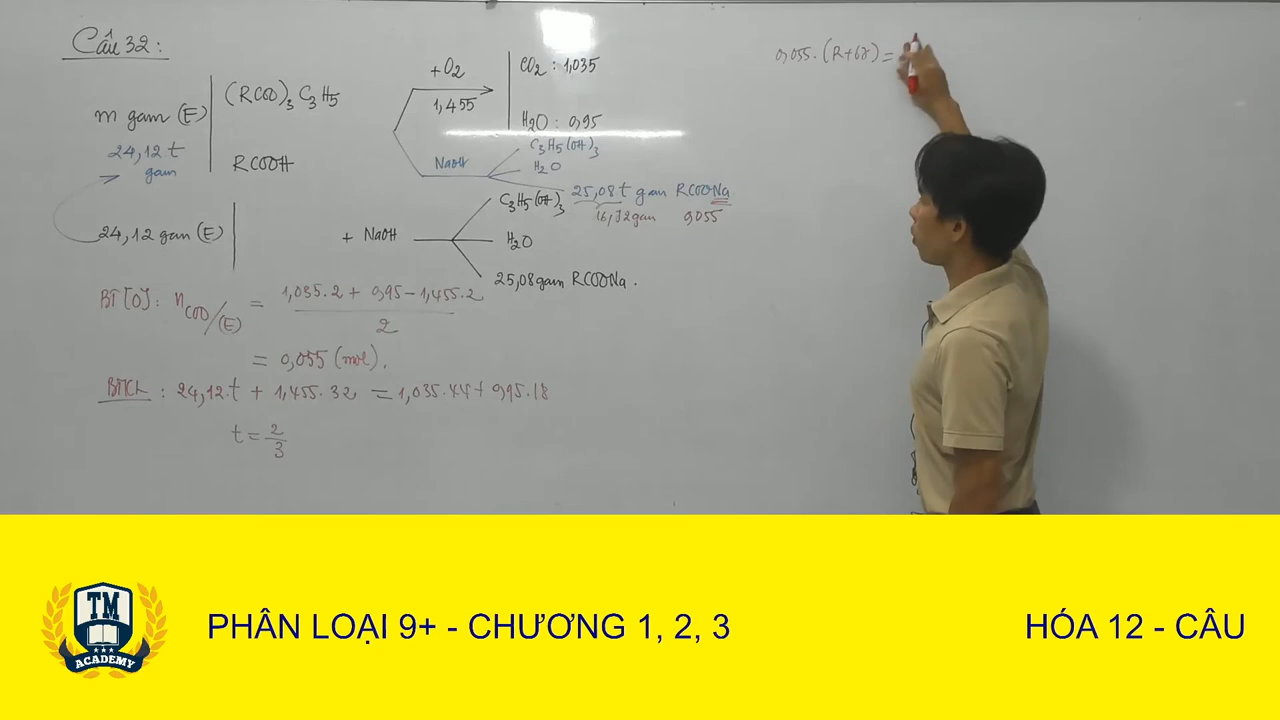 Câu 32 :
m gam (E)
(RCOO)₃C₃H₅
RCOOH
24,12 t
gam
+O₂
1,455
CO₂ : 1,035
H₂O : 0,95
NaOH
C₃H₅(OH)₃
H₂O
25,08 t gam RCOONa
16,72 gam 0,055
24,12 gam (E)
+ NaOH
C₃H₅(OH)₃
H₂O
25,08 gam RCOONa.
BT[O]: n COO/(E) = (1,035.2 + 0,95 - 1,455.2)/2
= 0,055 (mol).
BTKL : 24,12.t + 1,455.32 = 1,035.44 + 0,95.18
t = 2/3
0,055.(R+67) =
TM
ACADEMY
PHÂN LOẠI 9+ - CHƯƠNG 1, 2, 3
HÓA 12 - CÂU